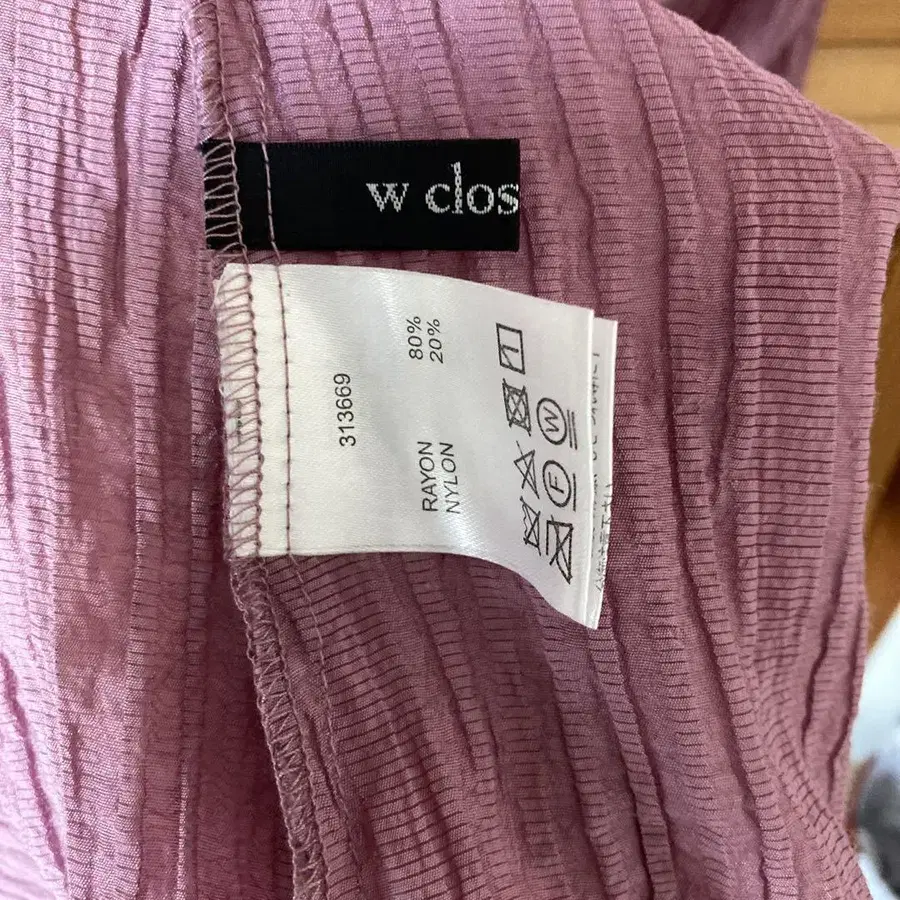 w clos
313669
RAYON 80%
NYLON 20%
W
F